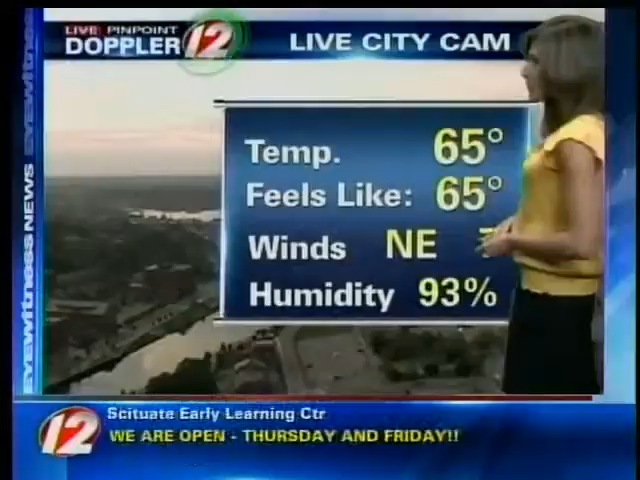 LIVE PINPOINT
DOPPLER 12
LIVE CITY CAM
Temp. 65°
Feels Like: 65°
Winds NE
Humidity 93%
EYEWITNESS NEWS EYEWITNESS
12
Scituate Early Learning Ctr
WE ARE OPEN - THURSDAY AND FRIDAY!!